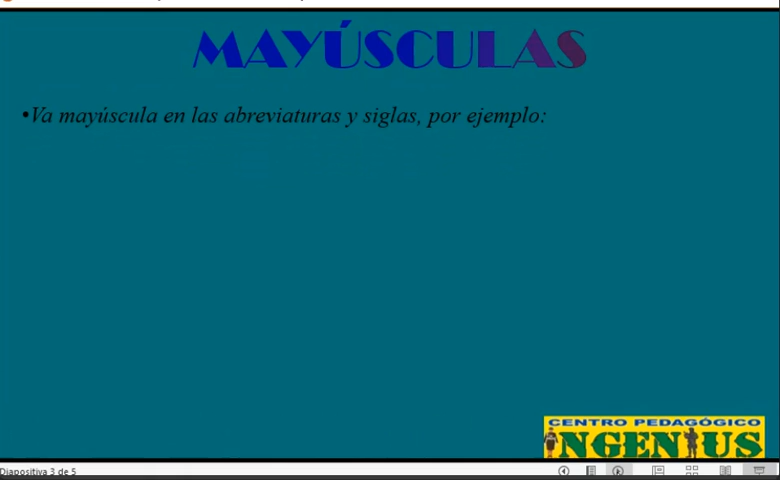 MAYÚSCULAS
•Va mayúscula en las abreviaturas y siglas, por ejemplo:
CENTRO PEDAGÓGICO
INGENIUS
Diapositiva 3 de 5